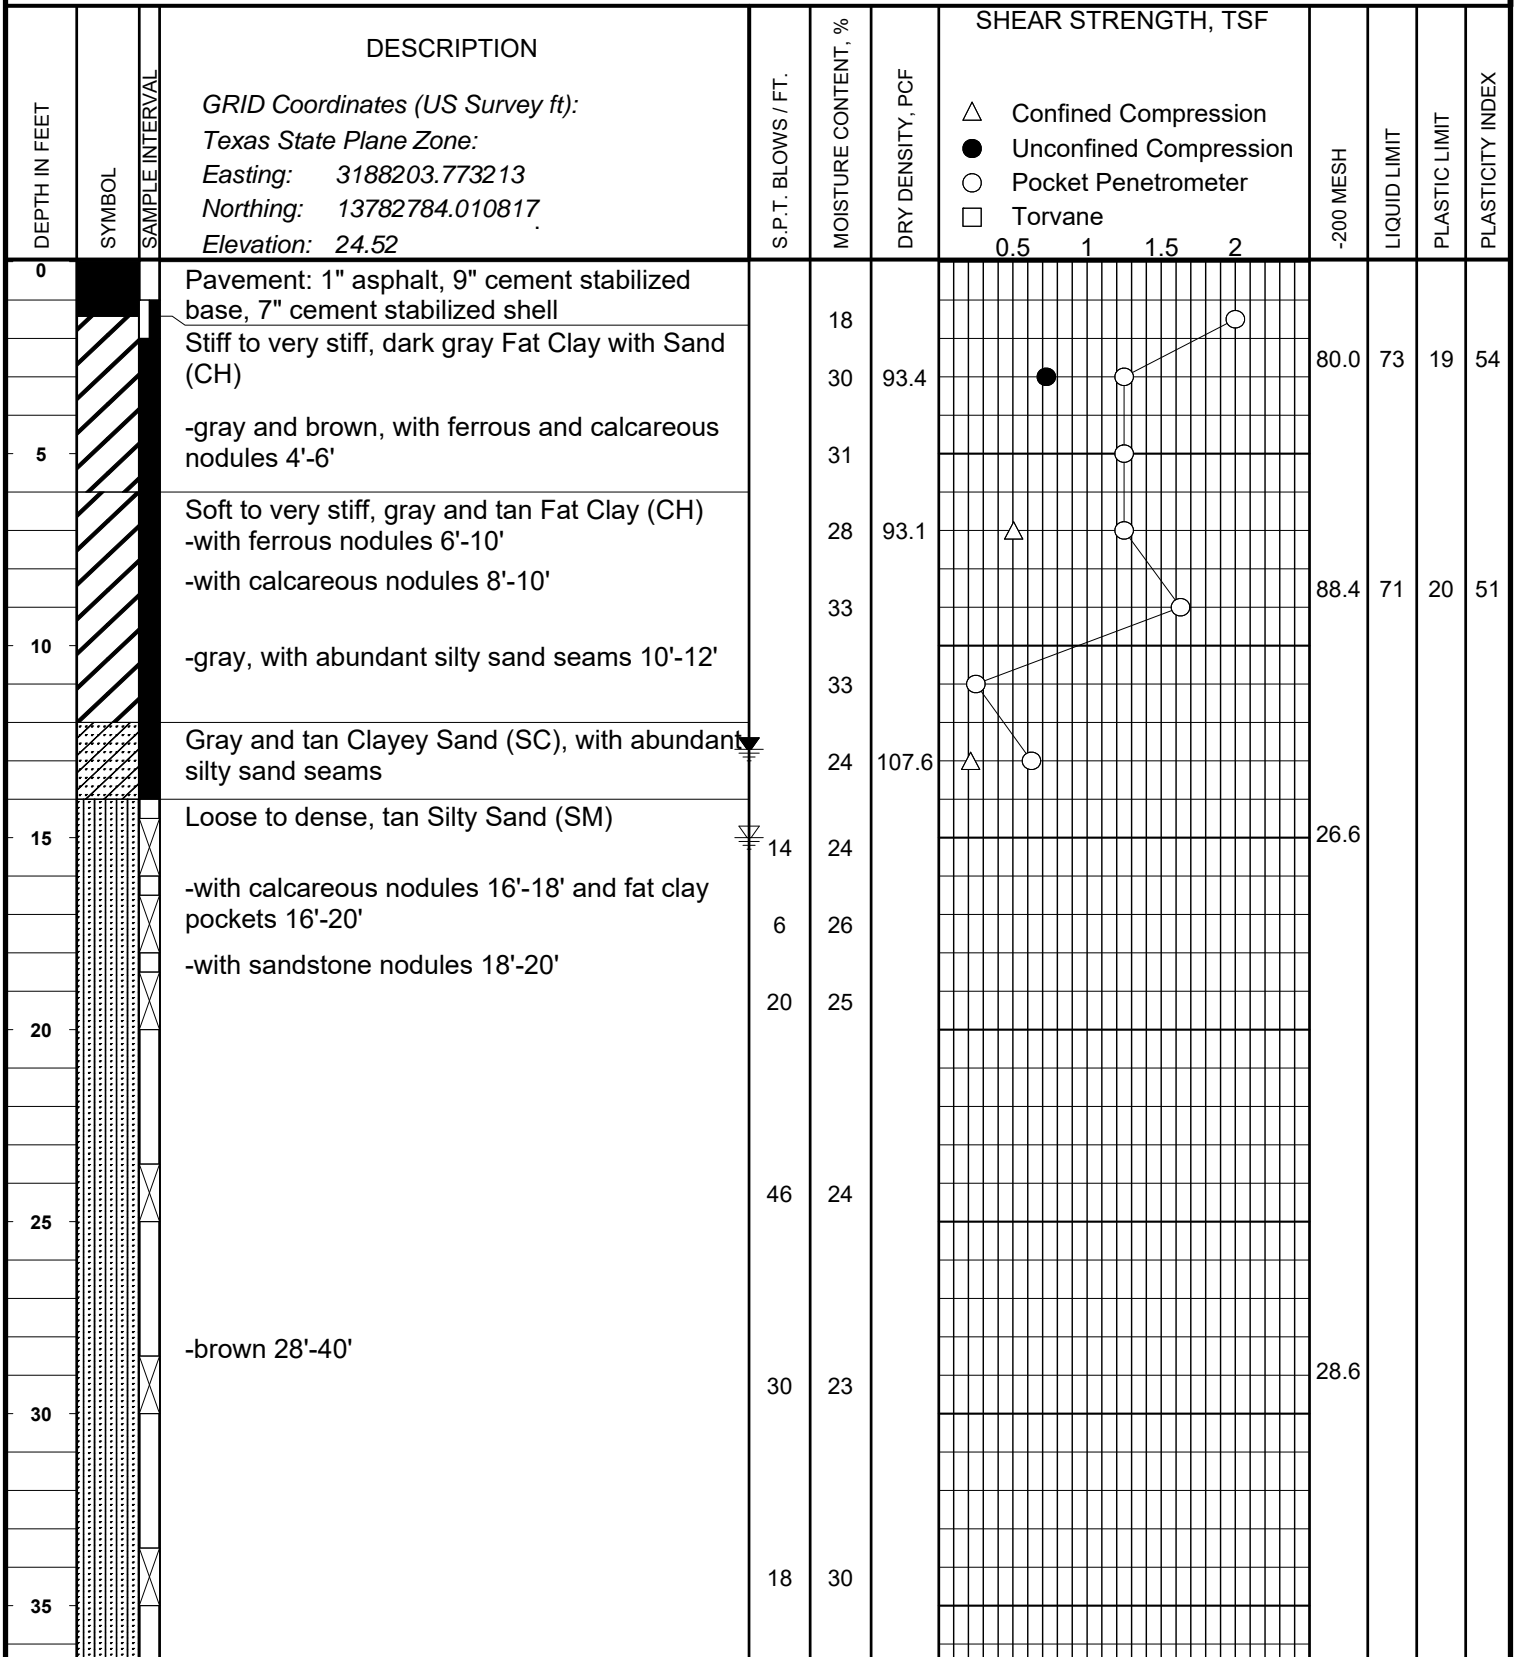 DEPTH IN FEET
SYMBOL
SAMPLE INTERVAL
DESCRIPTION
GRID Coordinates (US Survey ft):
Texas State Plane Zone:
Easting: 3188203.773213
Northing: 13782784.010817
.
Elevation: 24.52
S.P.T. BLOWS / FT.
MOISTURE CONTENT, %
DRY DENSITY, PCF
SHEAR STRENGTH, TSF
Confined Compression
Unconfined Compression
Pocket Penetrometer
Torvane
0.5 1 1.5 2
-200 MESH
LIQUID LIMIT
PLASTIC LIMIT
PLASTICITY INDEX
0
Pavement: 1" asphalt, 9" cement stabilized
base, 7" cement stabilized shell
18
Stiff to very stiff, dark gray Fat Clay with Sand
(CH)
80.0 73 19 54
30 93.4
-gray and brown, with ferrous and calcareous
nodules 4'-6'
5
31
Soft to very stiff, gray and tan Fat Clay (CH)
-with ferrous nodules 6'-10'
28 93.1
-with calcareous nodules 8'-10'
88.4 71 20 51
33
10
-gray, with abundant silty sand seams 10'-12'
33
Gray and tan Clayey Sand (SC), with abundant
silty sand seams
24 107.6
Loose to dense, tan Silty Sand (SM)
15
26.6
14 24
-with calcareous nodules 16'-18' and fat clay
pockets 16'-20'
6 26
-with sandstone nodules 18'-20'
20 25
20
46 24
25
-brown 28'-40'
28.6
30 23
30
18 30
35